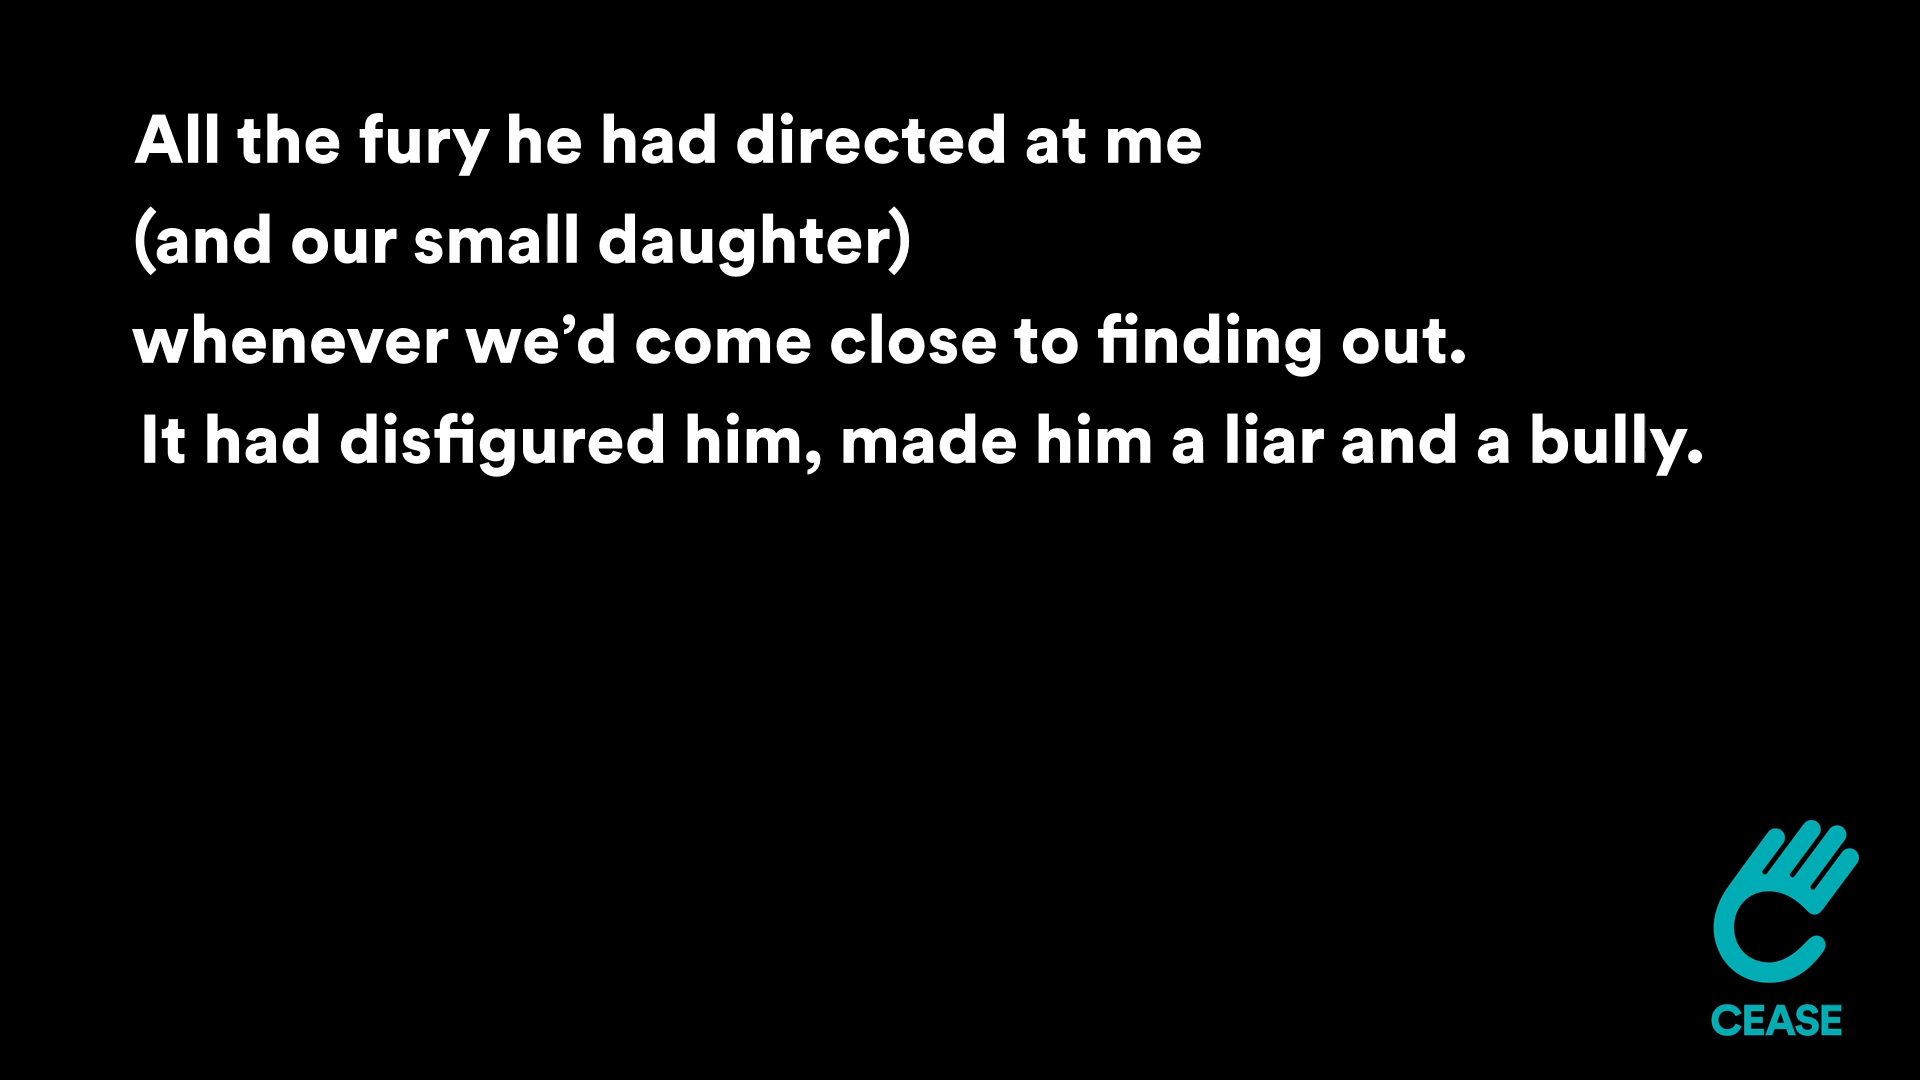 All the fury he had directed at me
(and our small daughter)
whenever we’d come close to finding out.
It had disfigured him, made him a liar and a bully.
CEASE